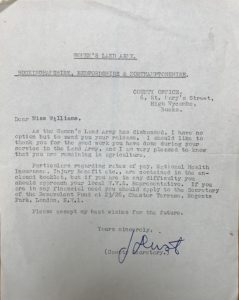 WOMEN'S LAND ARMY.
BUCKINGHAMSHIRE, BEDFORDSHIRE & NORTHAMPTONSHIRE.
COUNTY OFFICE,
6, St. Mary's Street,
High Wycombe,
Bucks.
Dear Miss Williams
As the Women's Land Army has disbanded, I have no
option but to send you your release. I should like to
thank you for the good work you have done during your
service in the Land Army, and I am very pleased to know
that you are remaining in agriculture.
Particulars regarding rates of pay, National Health
Insurance, Injury Benefit etc., are contained in the en-
closed booklet, but if you are in any difficulty you
should approach your local W.V.S. Representative. If you
are in any financial need you should apply to the Secretary
of the Benevolent Fund at 23/26, Chester Terrace, Regents
Park, London, N.W.1.
Please accept my best wishes for the future.
Yours sincerely,
(County Secretary.)